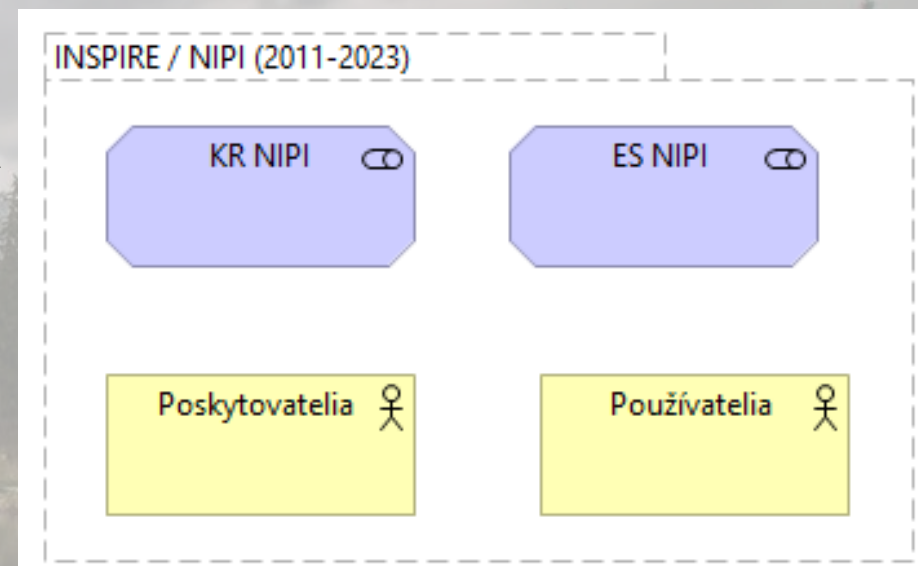 INSPIRE / NIPI (2011-2023)
KR NIPI
ES NIPI
Poskytovatelia
Používatelia